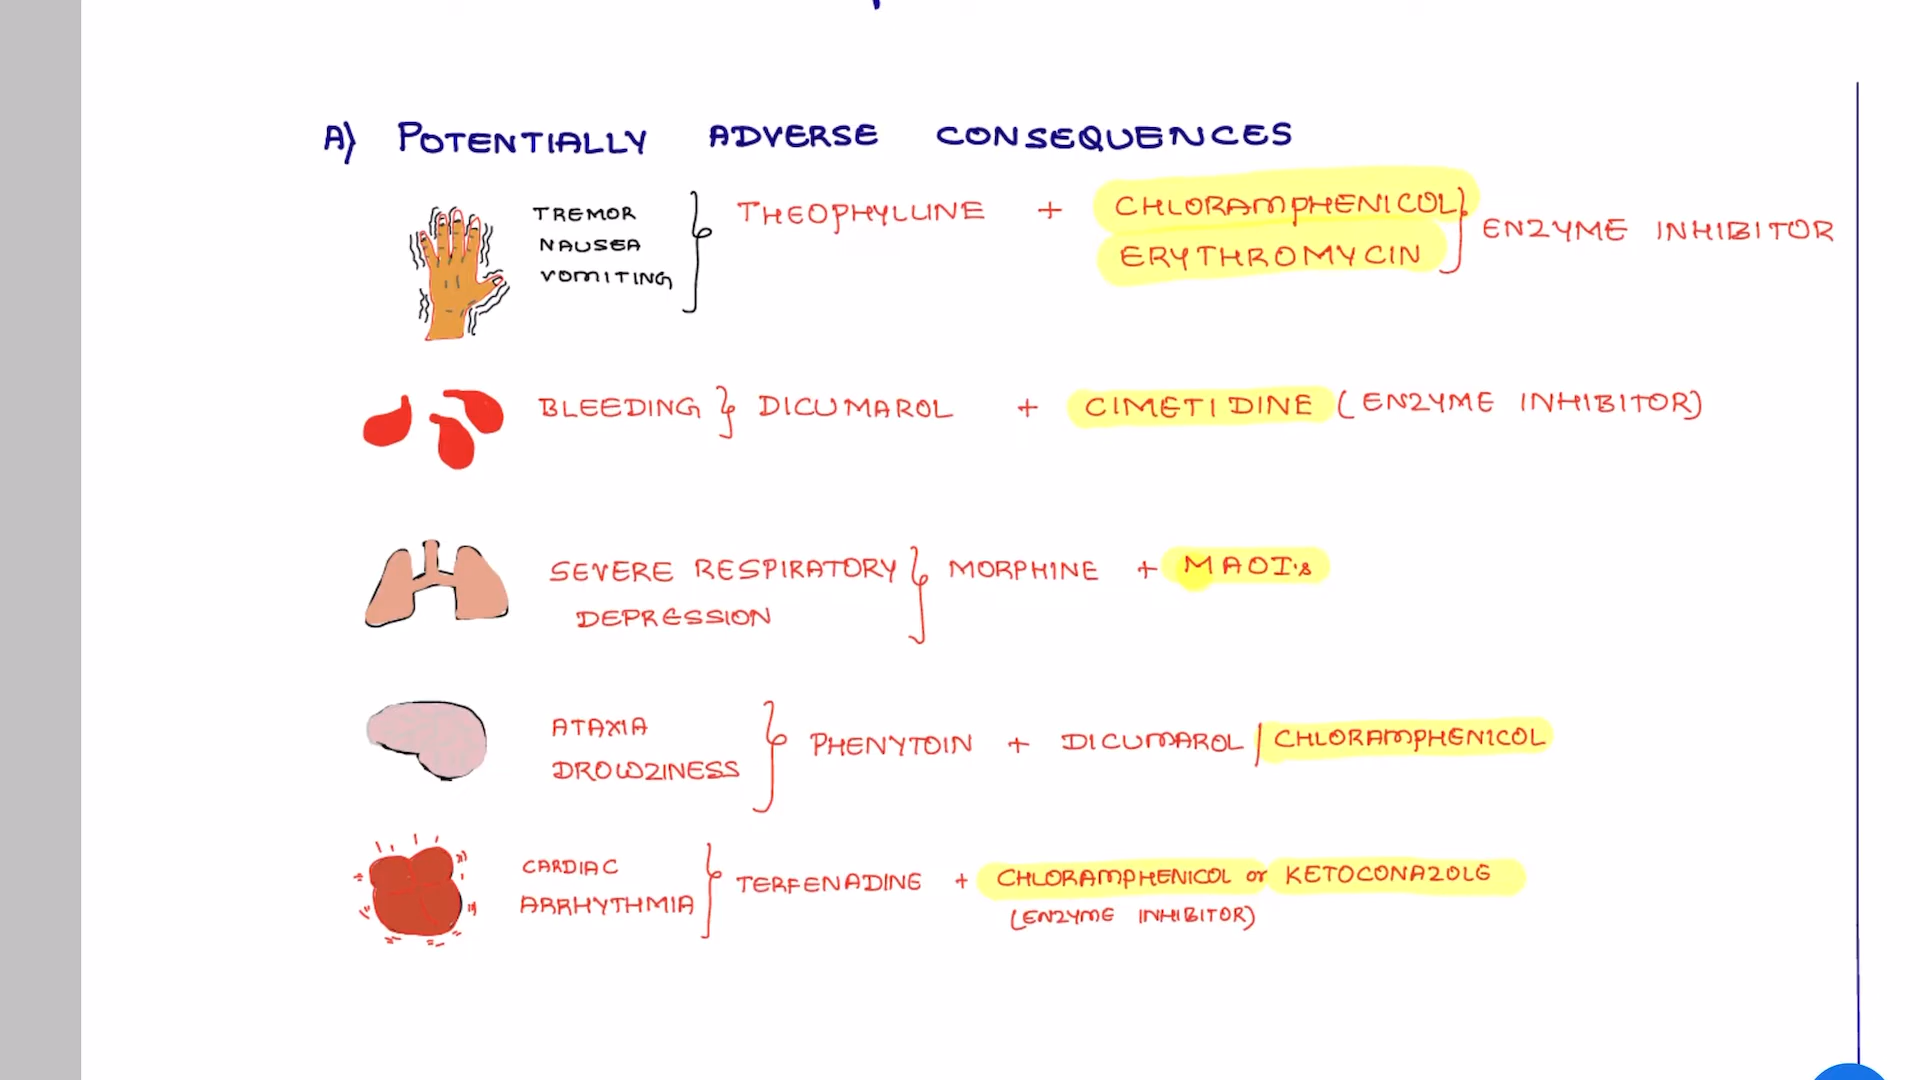 A) POTENTIALLY ADVERSE CONSEQUENCES
TREMOR
NAUSEA
VOMITING
THEOPHYLLINE + CHLORAMPHENICOL
ERYTHROMYCIN
ENZYME INHIBITOR
BLEEDING DICUMAROL + CIMETIDINE (ENZYME INHIBITOR)
SEVERE RESPIRATORY
DEPRESSION
MORPHINE + MAOI's
ATAXIA
DROWZINESS
PHENYTOIN + DICUMAROL / CHLORAMPHENICOL
CARDIAC
ARRHYTHMIA
TERFENADINE + CHLORAMPHENICOL or KETOCONAZOLE
(ENZYME INHIBITOR)